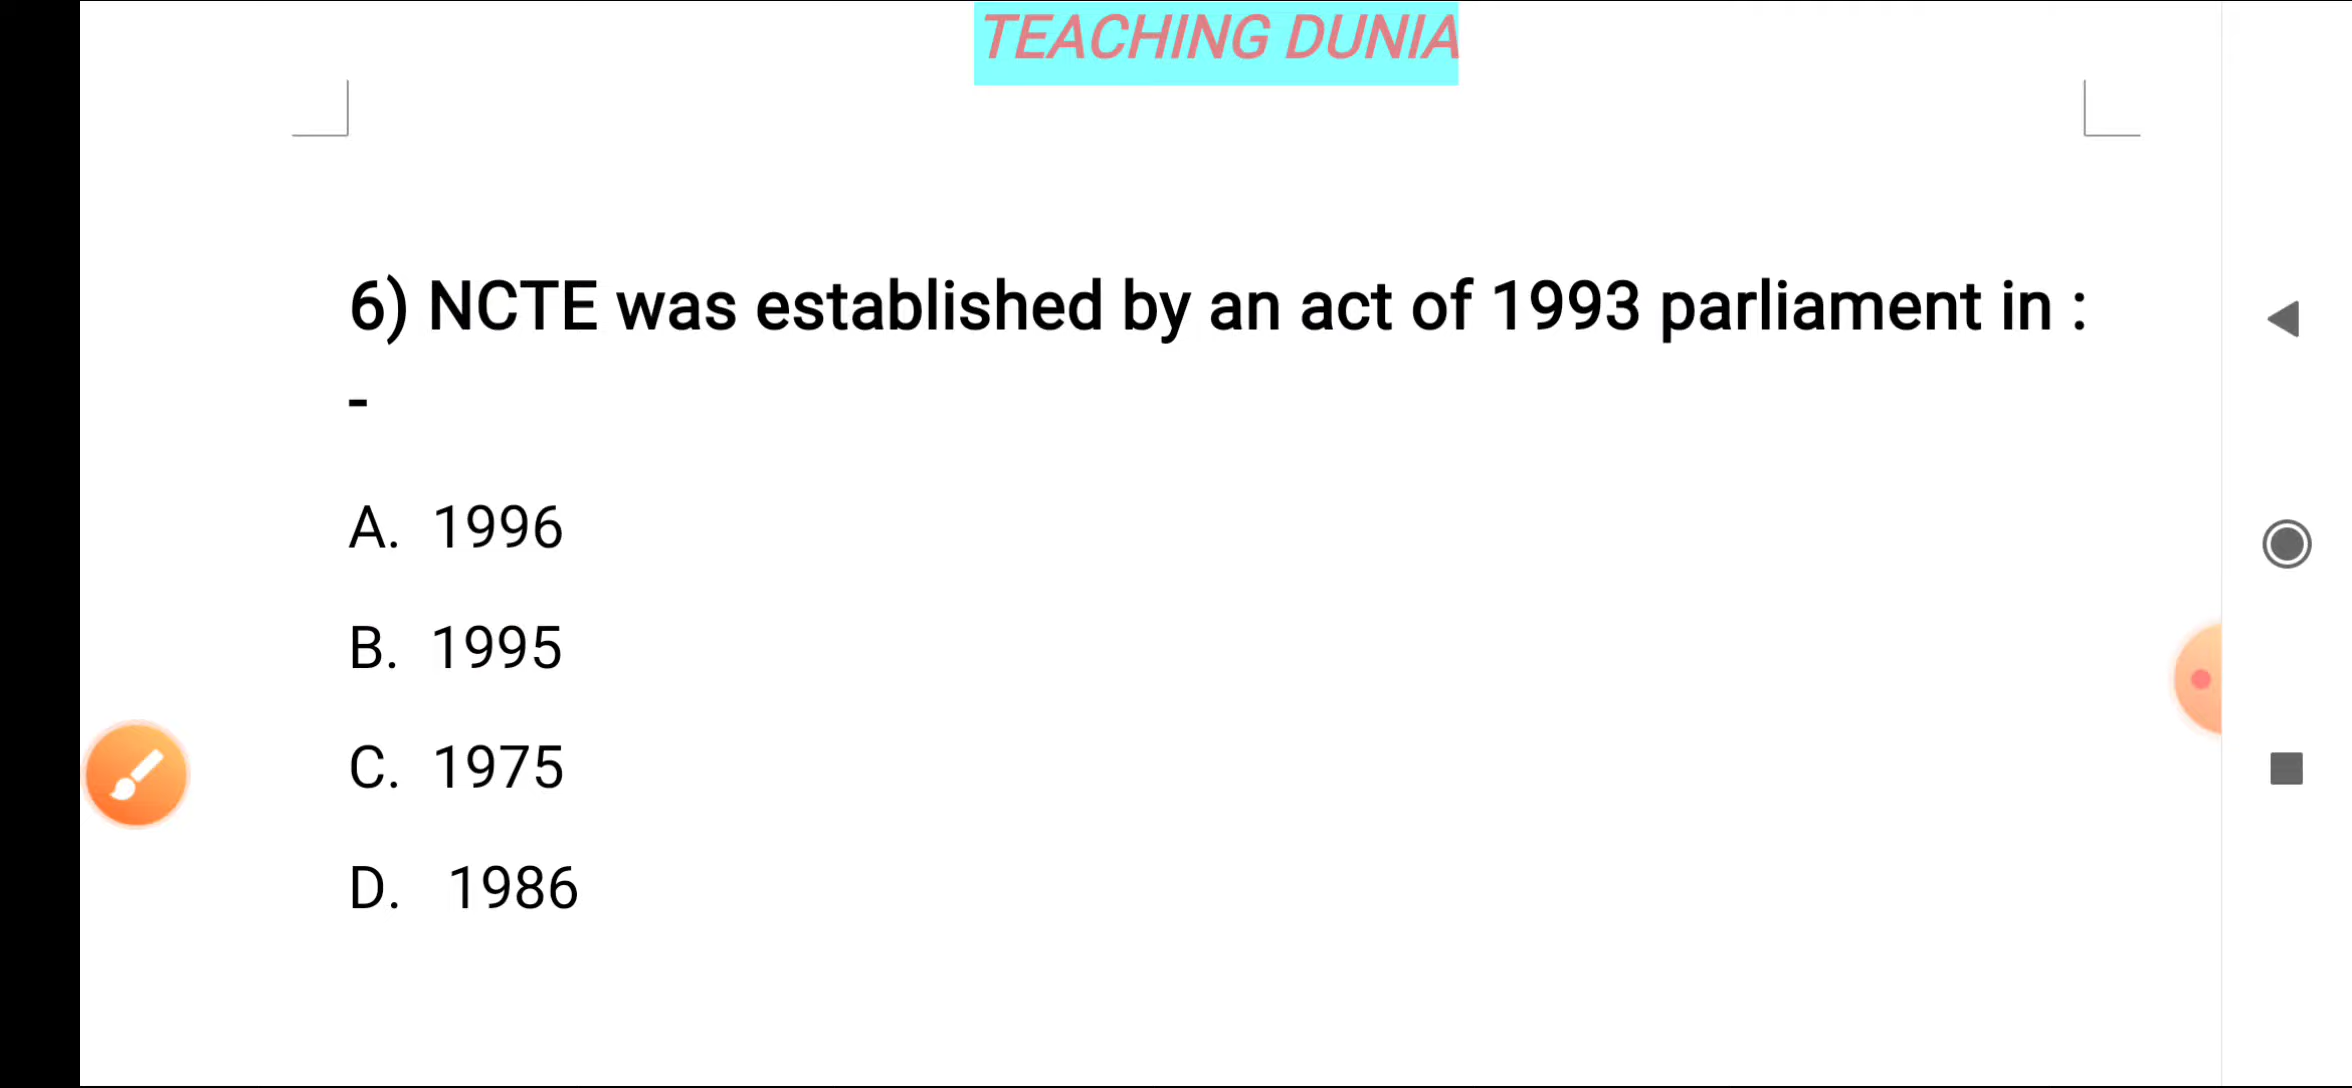 TEACHING DUNIA
6) NCTE was established by an act of 1993 parliament in :
-
A. 1996
B. 1995
C. 1975
D. 1986